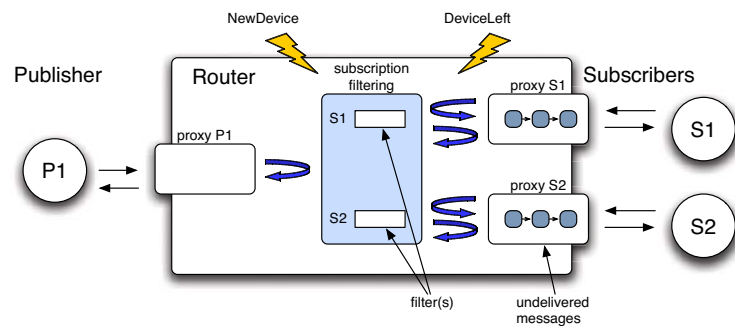 NewDevice
DeviceLeft
Publisher
Router
subscription
filtering
Subscribers
proxy S1
S1
S1
proxy P1
P1
proxy S2
S2
S2
filter(s)
undelivered
messages